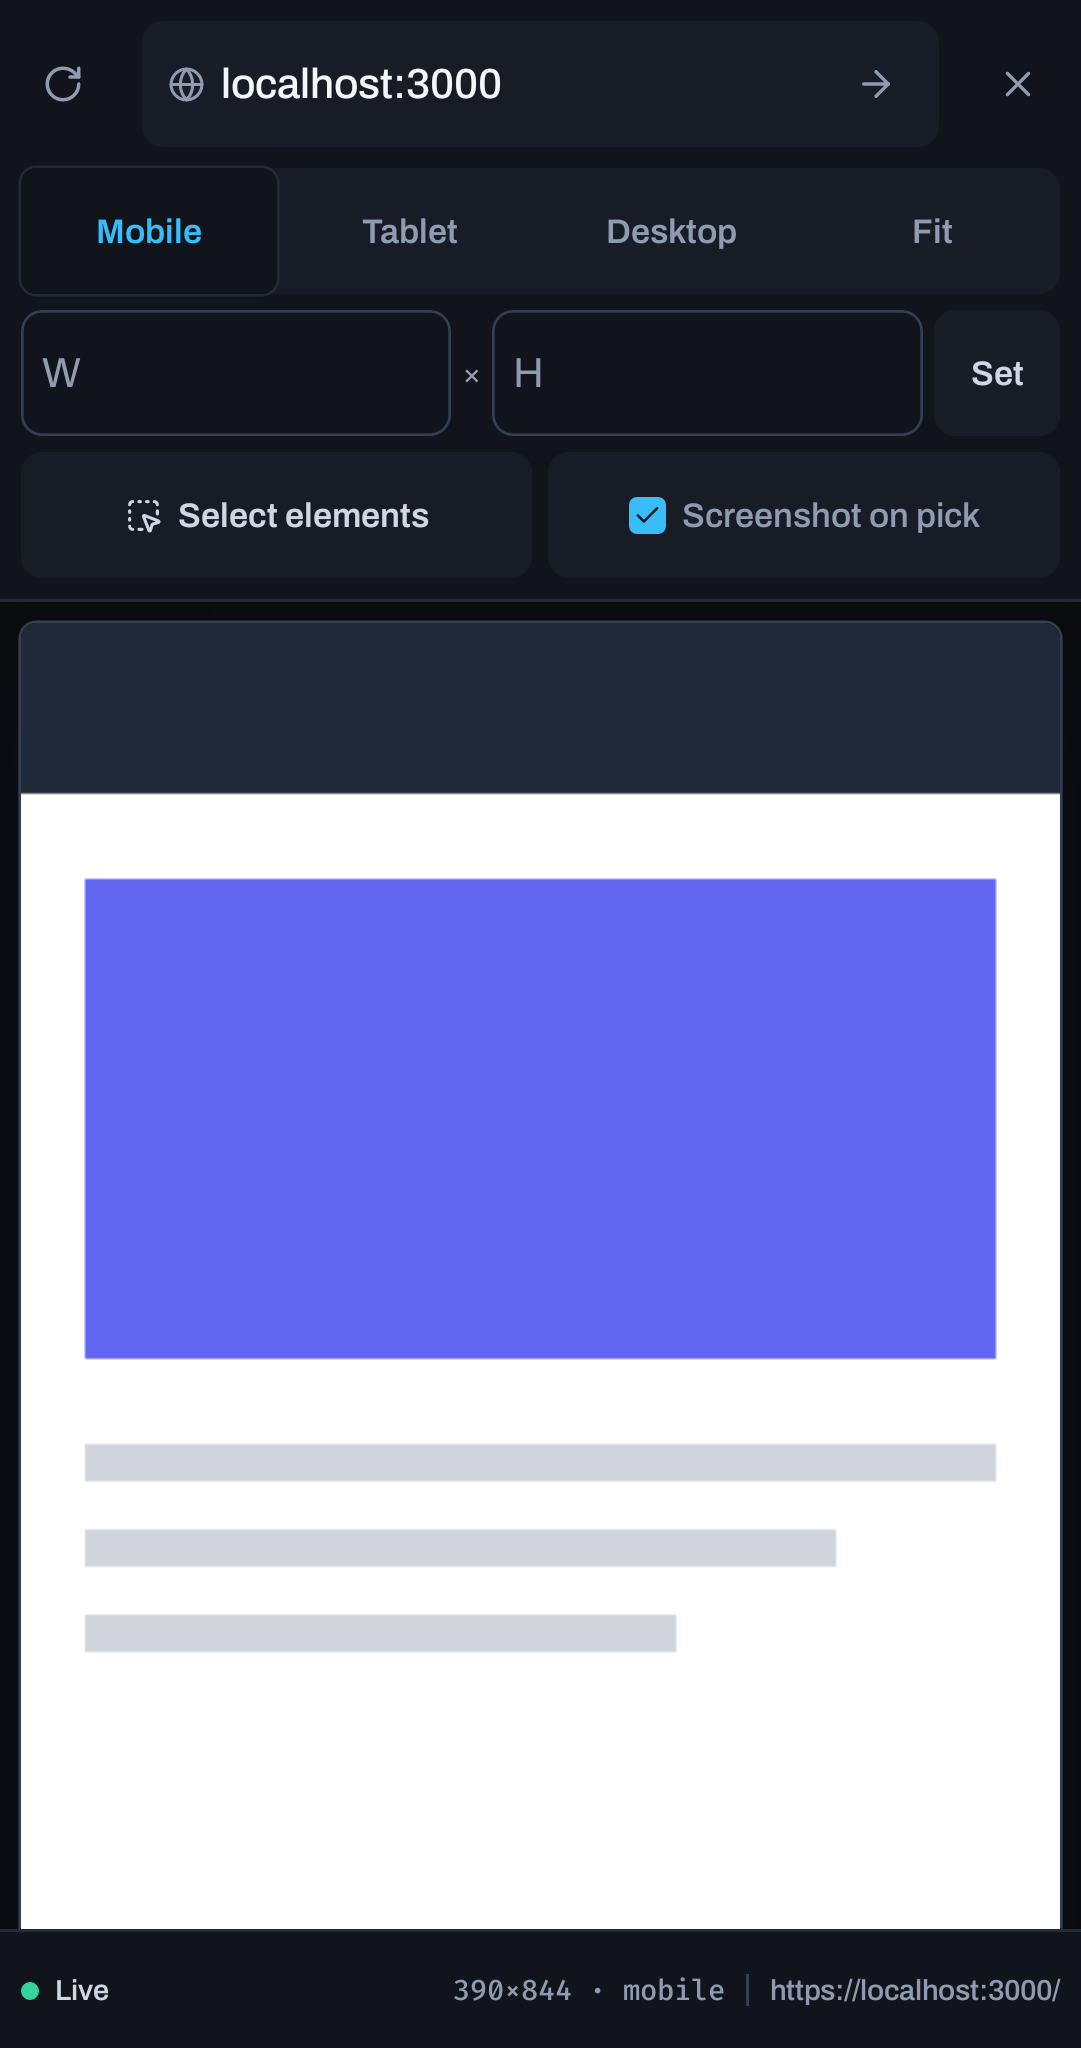 localhost:3000
Mobile Tablet Desktop Fit
W × H Set
Select elements Screenshot on pick
Live 390×844 · mobile https://localhost:3000/